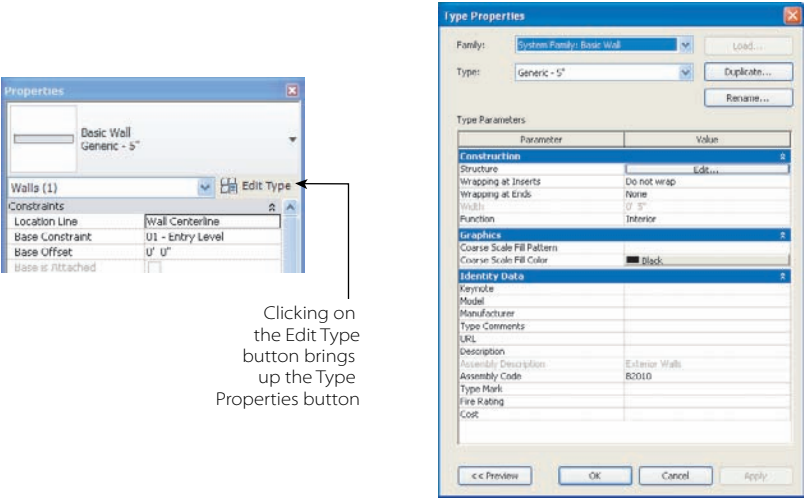 Properties
Basic Wall
Generic - 5"
Walls (1)
Edit Type
Constraints
Location Line Wall Centerline
Base Constraint 01 - Entry Level
Base Offset 0' 0"
Base is Attached
Clicking on
the Edit Type
button brings
up the Type
Properties button
Type Properties
Family: System Family: Basic Wall Load...
Type: Generic - 5" Duplicate...
Rename...
Type Parameters
Parameter Value
Construction
Structure Edit...
Wrapping at Inserts Do not wrap
Wrapping at Ends None
Width 0' 5"
Function Interior
Graphics
Coarse Scale Fill Pattern
Coarse Scale Fill Color Black
Identity Data
Keynote
Model
Manufacturer
Type Comments
URL
Description
Assembly Description Exterior Walls
Assembly Code B2010
Type Mark
Fire Rating
Cost
<< Preview OK Cancel Apply